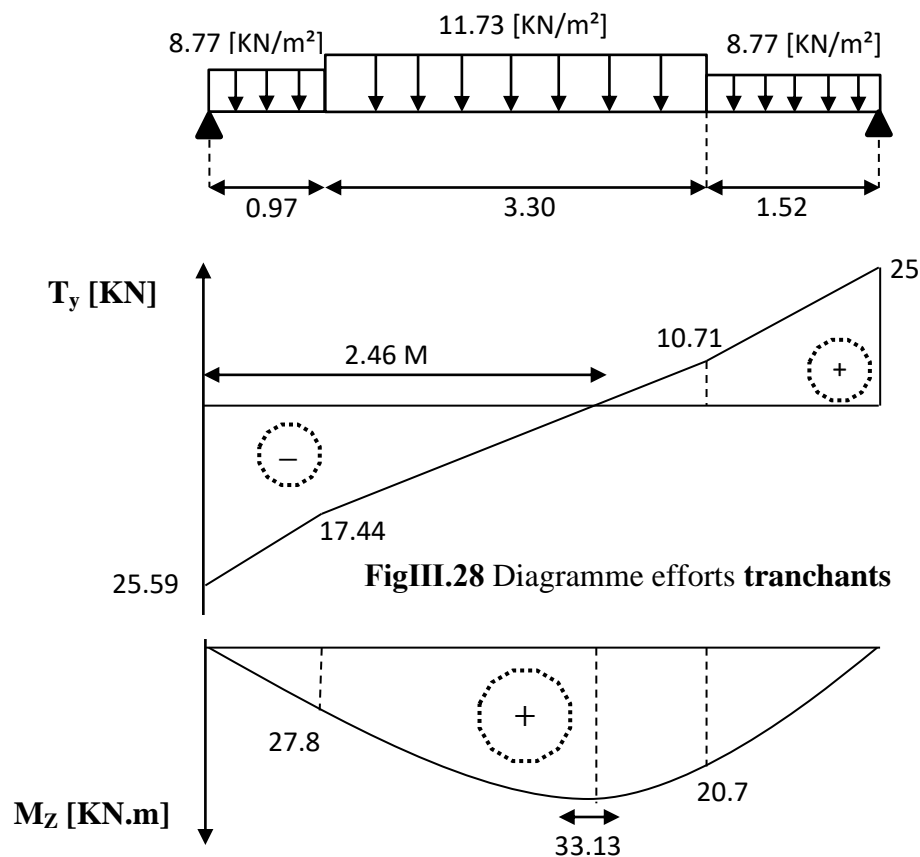 11.73 [KN/m²]
8.77 [KN/m²]
8.77 [KN/m²]
0.97
3.30
1.52
Ty [KN]
25
10.71
2.46 M
+
–
17.44
25.59
FigIII.28 Diagramme efforts tranchants
+
27.8
20.7
MZ [KN.m]
33.13